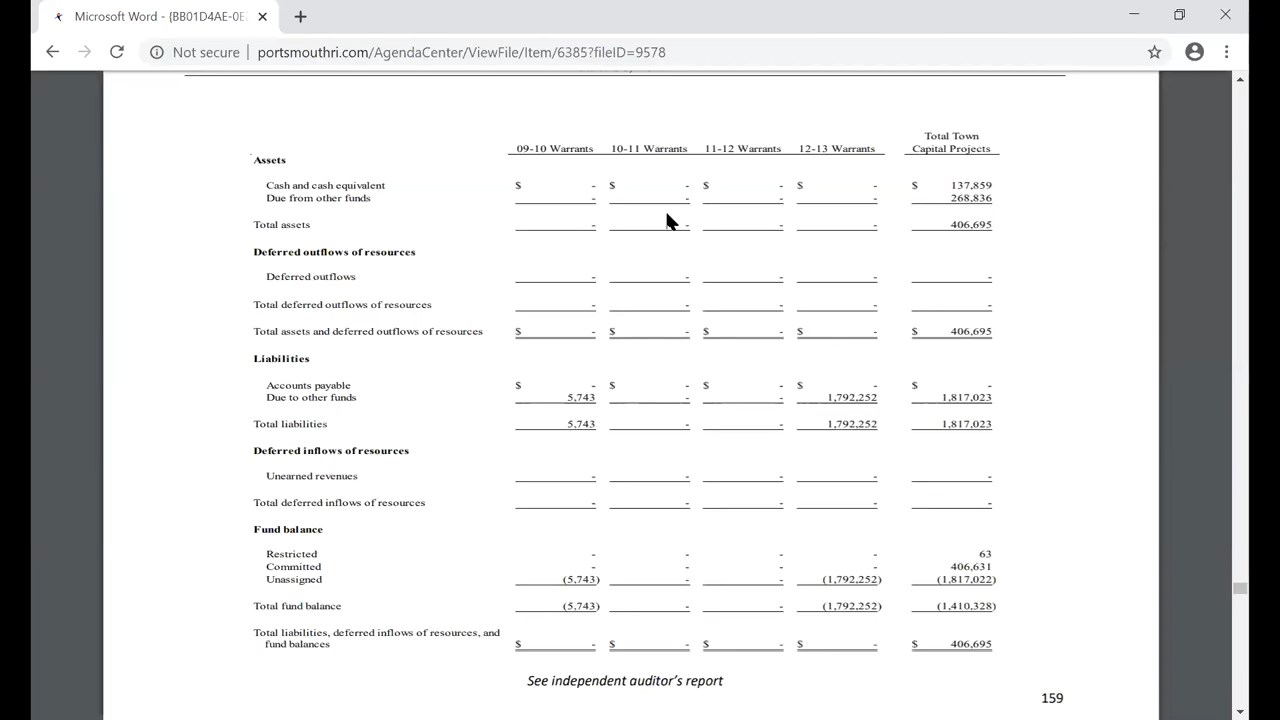 Microsoft Word - {BB01D4AE-0E
Not secure | portsmouthri.com/AgendaCenter/ViewFile/Item/6385?fileID=9578
Total Town
09-10 Warrants 10-11 Warrants 11-12 Warrants 12-13 Warrants Capital Projects
Assets
Cash and cash equivalent $ - $ - $ - $ - $ 137,859
Due from other funds - - - - 268,836
Total assets - - - - 406,695
Deferred outflows of resources
Deferred outflows - - - - -
Total deferred outflows of resources - - - - -
Total assets and deferred outflows of resources $ - $ - $ - $ - $ 406,695
Liabilities
Accounts payable $ - $ - $ - $ - $ -
Due to other funds 5,743 - - 1,792,252 1,817,023
Total liabilities 5,743 - - 1,792,252 1,817,023
Deferred inflows of resources
Unearned revenues - - - - -
Total deferred inflows of resources - - - - -
Fund balance
Restricted - - - - 63
Committed - - - - 406,631
Unassigned (5,743) - - (1,792,252) (1,817,022)
Total fund balance (5,743) - - (1,792,252) (1,410,328)
Total liabilities, deferred inflows of resources, and
fund balances $ - $ - $ - $ - $ 406,695
See independent auditor's report
159